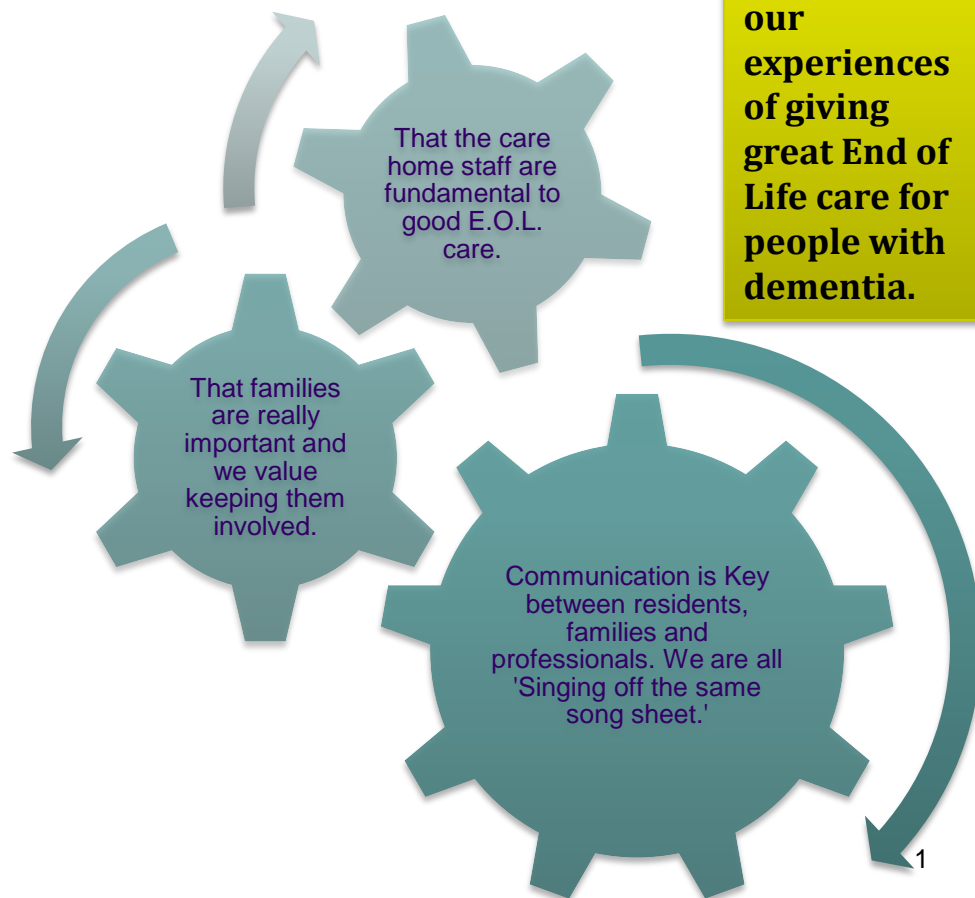 our
experiences
of giving
great End of
Life care for
people with
dementia.
That the care
home staff are
fundamental to
good E.O.L.
care.
That families
are really
important and
we value
keeping them
involved.
Communication is Key
between residents,
families and
professionals. We are all
'Singing off the same
song sheet.'
1